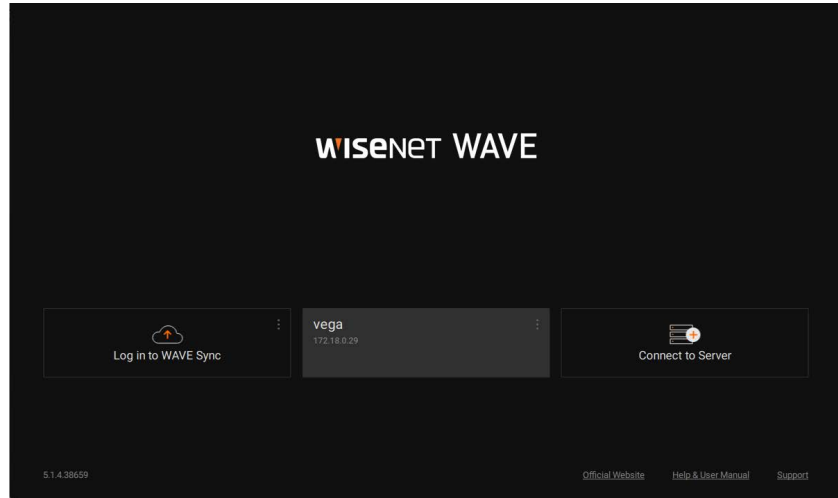 WISENET WAVE
Log in to WAVE Sync
vega
172.18.0.29
Connect to Server
5.1.4.38659
Official Website
Help & User Manual
Support